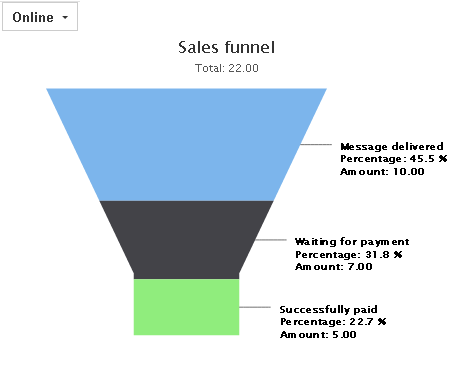 Online
Sales funnel
Total: 22.00
Message delivered
Percentage: 45.5 %
Amount: 10.00
Waiting for payment
Percentage: 31.8 %
Amount: 7.00
Successfully paid
Percentage: 22.7 %
Amount: 5.00